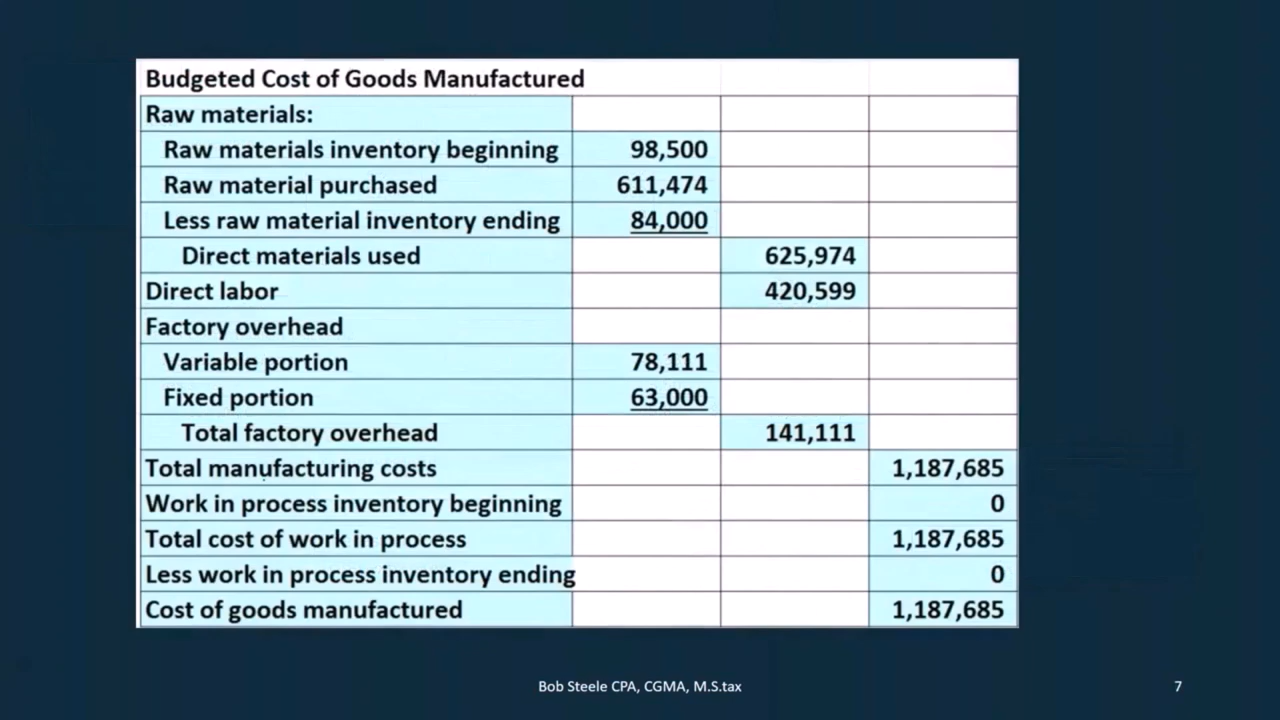 Budgeted Cost of Goods Manufactured
Raw materials:
Raw materials inventory beginning 98,500
Raw material purchased 611,474
Less raw material inventory ending 84,000
Direct materials used 625,974
Direct labor 420,599
Factory overhead
Variable portion 78,111
Fixed portion 63,000
Total factory overhead 141,111
Total manufacturing costs 1,187,685
Work in process inventory beginning 0
Total cost of work in process 1,187,685
Less work in process inventory ending 0
Cost of goods manufactured 1,187,685
Bob Steele CPA, CGMA, M.S.tax 7